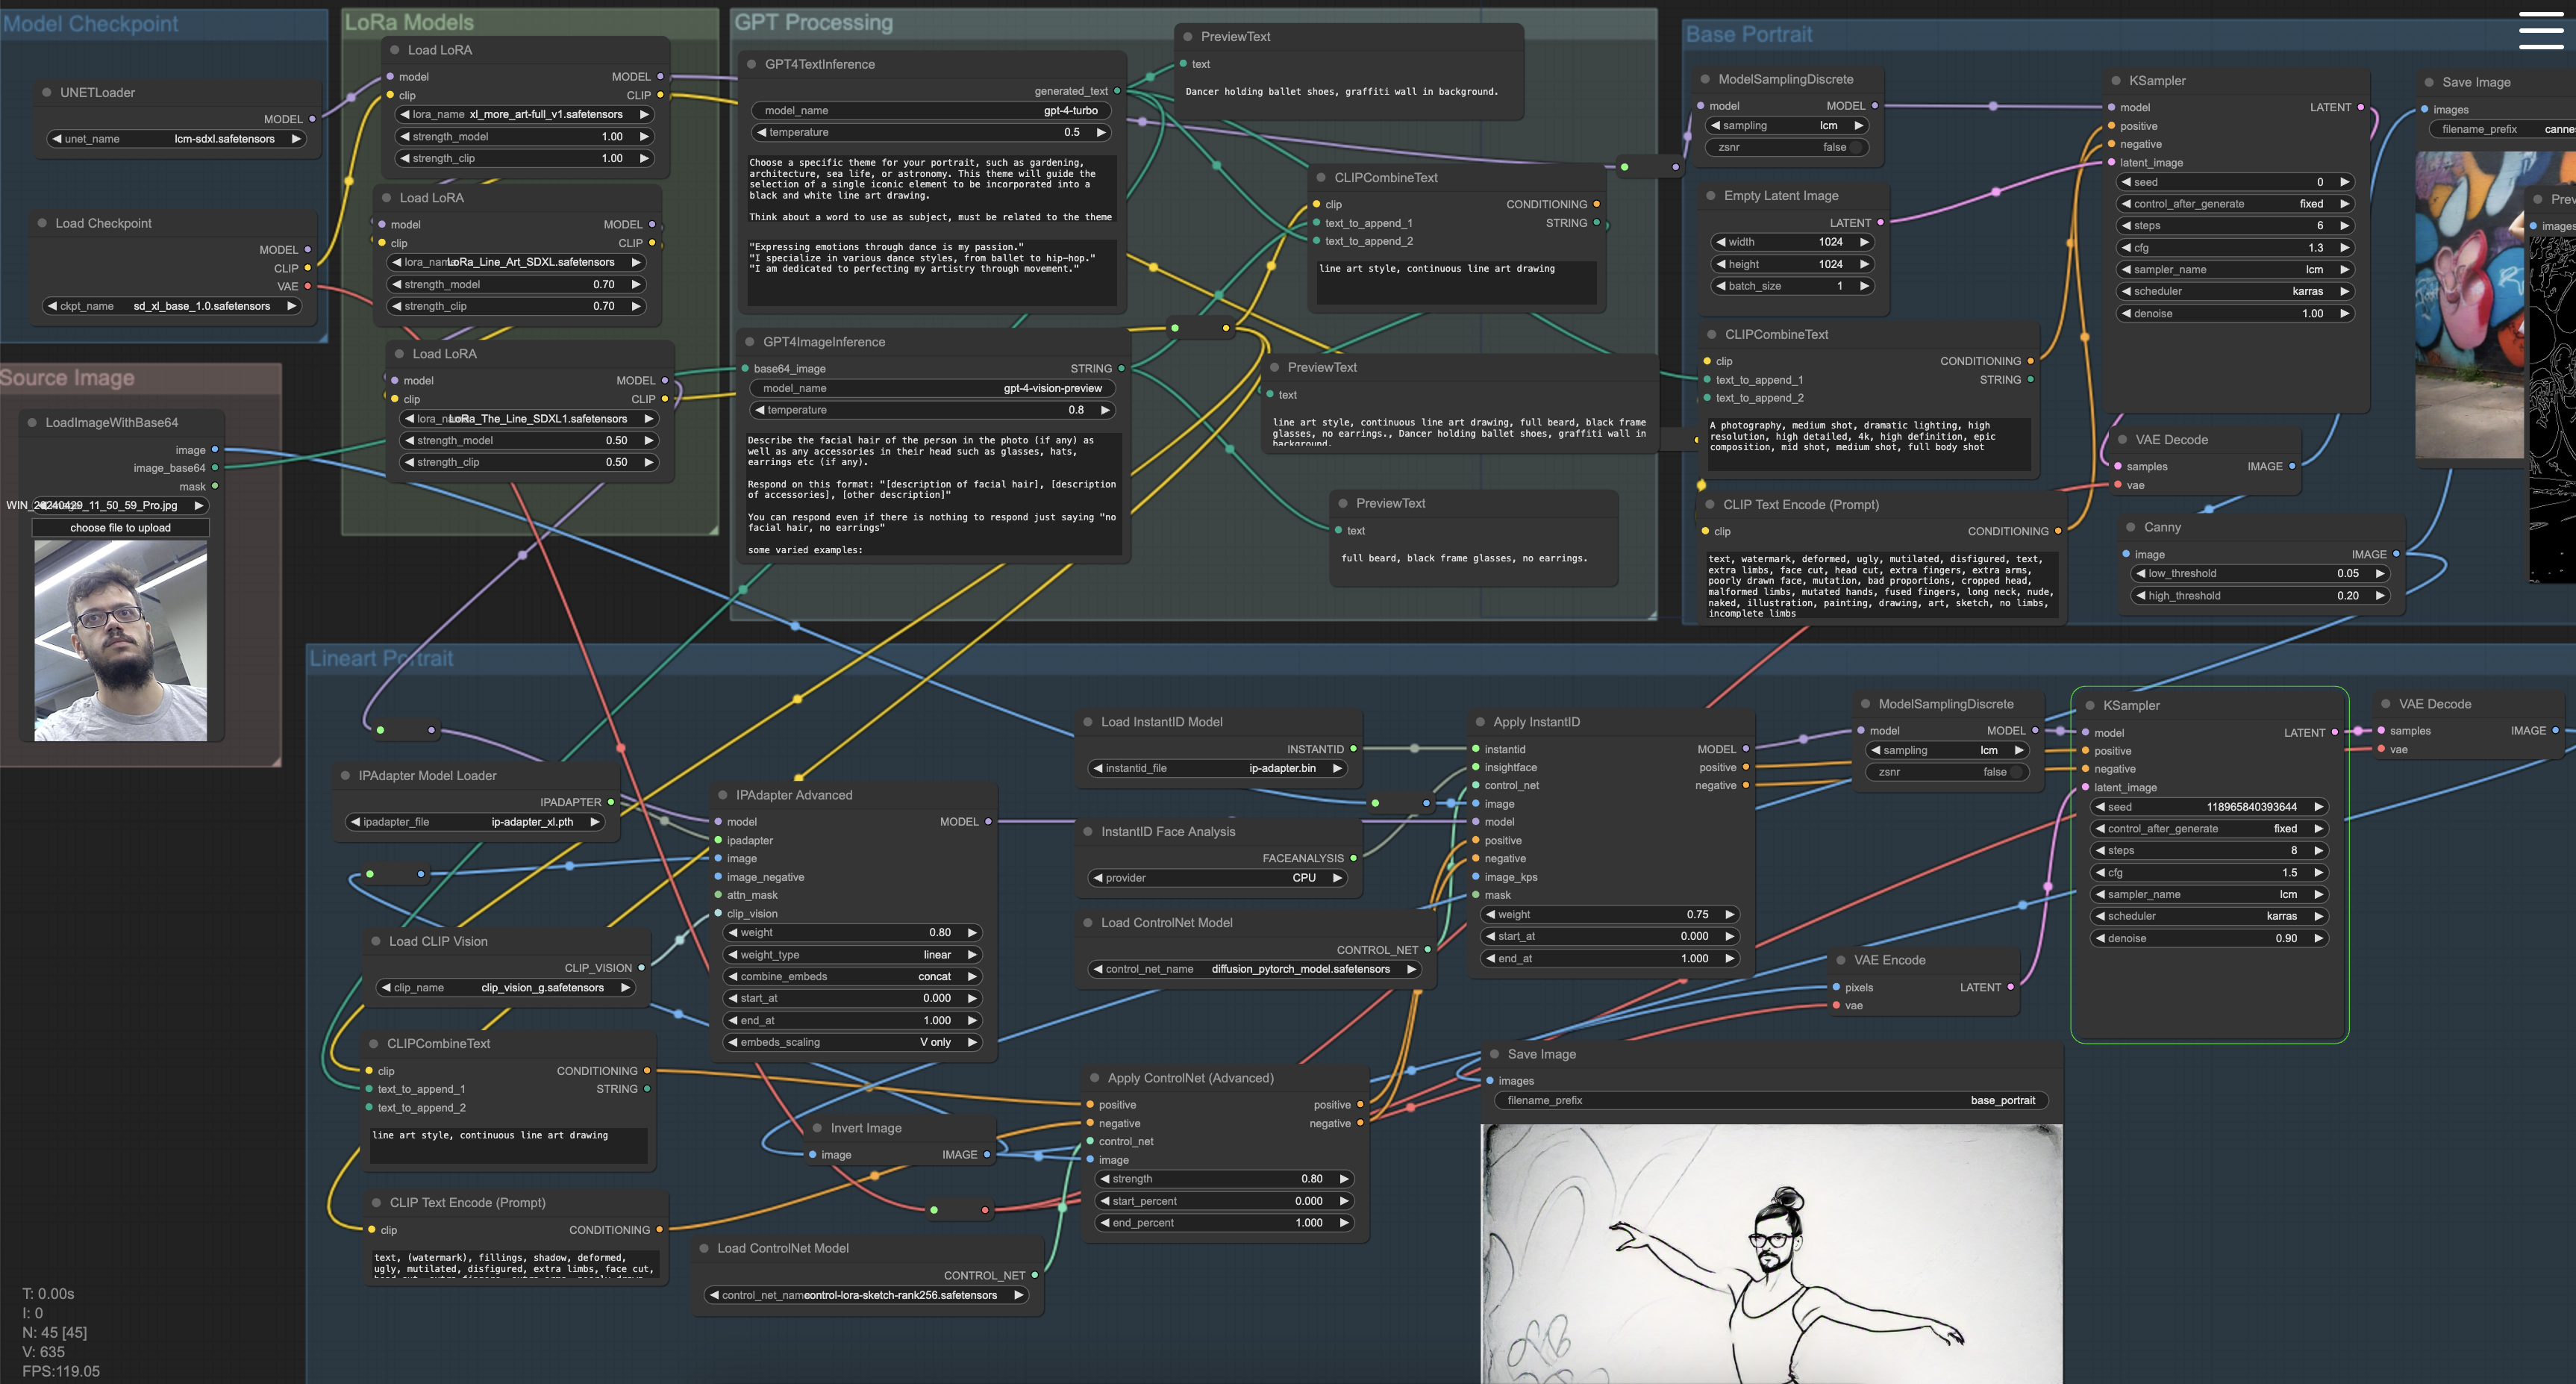 Model Checkpoint
UNETLoader
MODEL
unet_name lcm-sdxl.safetensors
Load Checkpoint
MODEL
CLIP
VAE
ckpt_name sd_xl_base_1.0.safetensors
Source Image
LoadImageWithBase64
image
image_base64
mask
WIN_20240429_11_50_59_Pro.jpg
choose file to upload
LoRa Models
Load LoRA
model MODEL
clip CLIP
lora_name xl_more_art-full_v1.safetensors
strength_model 1.00
strength_clip 1.00
Load LoRA
model MODEL
clip CLIP
LoRa_Line_Art_SDXL.safetensors
strength_model 0.70
strength_clip 0.70
Load LoRA
model MODEL
clip CLIP
LoRa_The_Line_SDXL1.safetensors
strength_model 0.50
strength_clip 0.50
GPT Processing
GPT4TextInference
generated_text
model_name gpt-4-turbo
temperature 0.5
Choose a specific theme for your portrait, such as gardening,
architecture, sea life, or astronomy. This theme will guide the
selection of a single iconic element to be incorporated into a
black and white line art drawing.
Think about a word to use as subject, must be related to the theme
"Expressing emotions through dance is my passion."
"I specialize in various dance styles, from ballet to hip-hop."
"I am dedicated to perfecting my artistry through movement."
GPT4ImageInference
base64_image STRING
model_name gpt-4-vision-preview
temperature 0.8
Describe the facial hair of the person in the photo (if any) as
well as any accessories in their head such as glasses, hats,
earrings etc (if any).
Respond on this format: "[description of facial hair], [description
of accessories], [other description]"
You can respond even if there is nothing to respond just saying "no
facial hair, no earrings"
some varied examples:
PreviewText
text
Dancer holding ballet shoes, graffiti wall in background.
CLIPCombineText
clip CONDITIONING
text_to_append_1 STRING
text_to_append_2
line art style, continuous line art drawing
PreviewText
text
line art style, continuous line art drawing, full beard, black frame
glasses, no earrings., Dancer holding ballet shoes, graffiti wall in
background.
PreviewText
text
full beard, black frame glasses, no earrings.
Base Portrait
ModelSamplingDiscrete
model MODEL
sampling lcm
zsnr false
Empty Latent Image
LATENT
width 1024
height 1024
batch_size 1
CLIPCombineText
clip CONDITIONING
text_to_append_1 STRING
text_to_append_2
A photography, medium shot, dramatic lighting, high
resolution, high detailed, 4k, high definition, epic
composition, mid shot, medium shot, full body shot
CLIP Text Encode (Prompt)
clip CONDITIONING
text, watermark, deformed, ugly, mutilated, disfigured, text,
extra limbs, face cut, head cut, extra fingers, extra arms,
poorly drawn face, mutation, bad proportions, cropped head,
malformed limbs, mutated hands, fused fingers, long neck, nude,
naked, illustration, painting, drawing, art, sketch, no limbs,
incomplete limbs
KSampler
model LATENT
positive
negative
latent_image
seed 0
control_after_generate fixed
steps 6
cfg 1.3
sampler_name lcm
scheduler karras
denoise 1.00
VAE Decode
samples IMAGE
vae
Canny
image IMAGE
low_threshold 0.05
high_threshold 0.20
Save Image
images
filename_prefix canne
Prev
images
Lineart Portrait
IPAdapter Model Loader
IPADAPTER
ipadapter_file ip-adapter_xl.pth
Load CLIP Vision
CLIP_VISION
clip_name clip_vision_g.safetensors
CLIPCombineText
clip CONDITIONING
text_to_append_1 STRING
text_to_append_2
line art style, continuous line art drawing
CLIP Text Encode (Prompt)
clip CONDITIONING
text, (watermark), fillings, shadow, deformed,
ugly, mutilated, disfigured, extra limbs, face cut,
IPAdapter Advanced
model MODEL
ipadapter
image
image_negative
attn_mask
clip_vision
weight 0.80
weight_type linear
combine_embeds concat
start_at 0.000
end_at 1.000
embeds_scaling V only
Invert Image
image IMAGE
Load ControlNet Model
CONTROL_NET
control-lora-sketch-rank256.safetensors
Load InstantID Model
INSTANTID
instantid_file ip-adapter.bin
InstantID Face Analysis
FACEANALYSIS
provider CPU
Load ControlNet Model
CONTROL_NET
control_net_name diffusion_pytorch_model.safetensors
Apply ControlNet (Advanced)
positive positive
negative negative
control_net
image
strength 0.80
start_percent 0.000
end_percent 1.000
Apply InstantID
instantid MODEL
insightface positive
control_net negative
image
model
positive
negative
image_kps
mask
weight 0.75
start_at 0.000
end_at 1.000
ModelSamplingDiscrete
model MODEL
sampling lcm
zsnr false
VAE Encode
pixels LATENT
vae
KSampler
model LATENT
positive
negative
latent_image
seed 118965840393644
control_after_generate fixed
steps 8
cfg 1.5
sampler_name lcm
scheduler karras
denoise 0.90
VAE Decode
samples IMAGE
vae
Save Image
images
filename_prefix base_portrait
T: 0.00s
I: 0
N: 45 [45]
V: 635
FPS:119.05